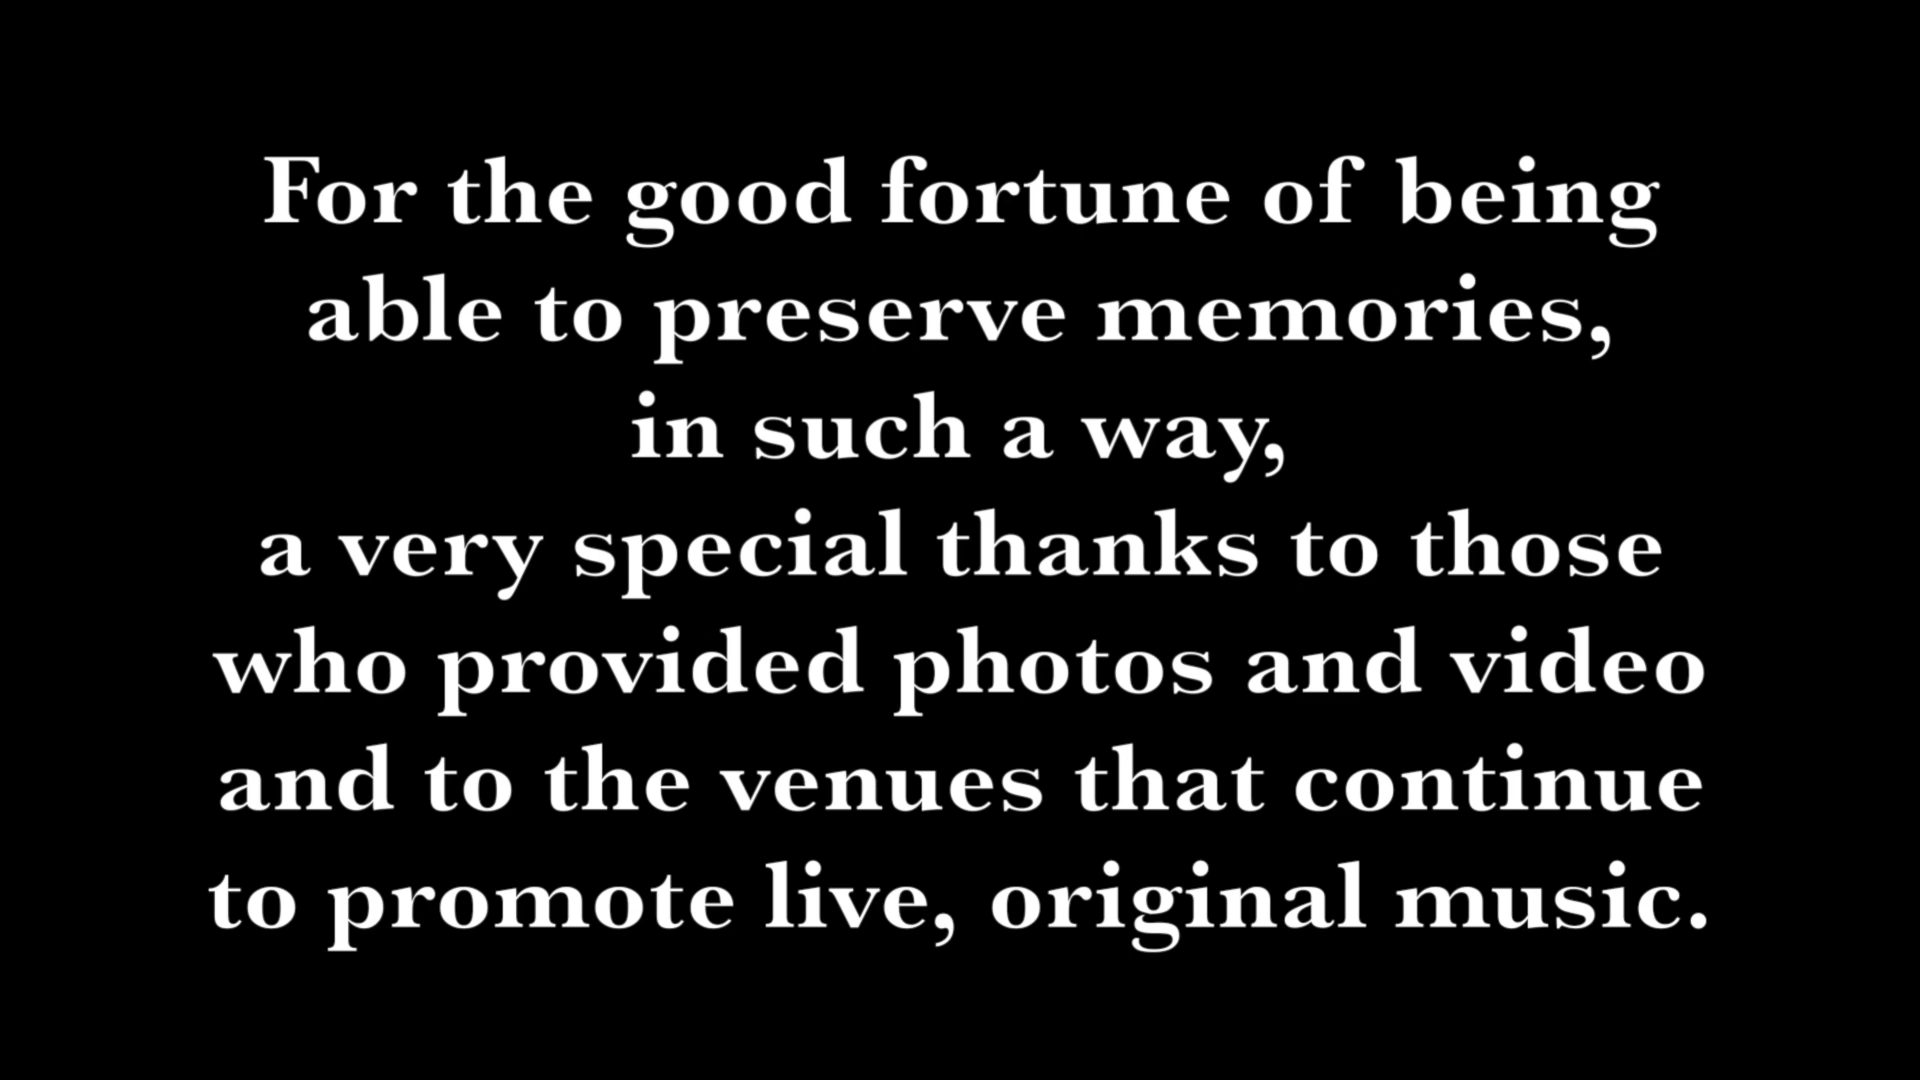 For the good fortune of being
able to preserve memories,
in such a way,
a very special thanks to those
who provided photos and video
and to the venues that continue
to promote live, original music.